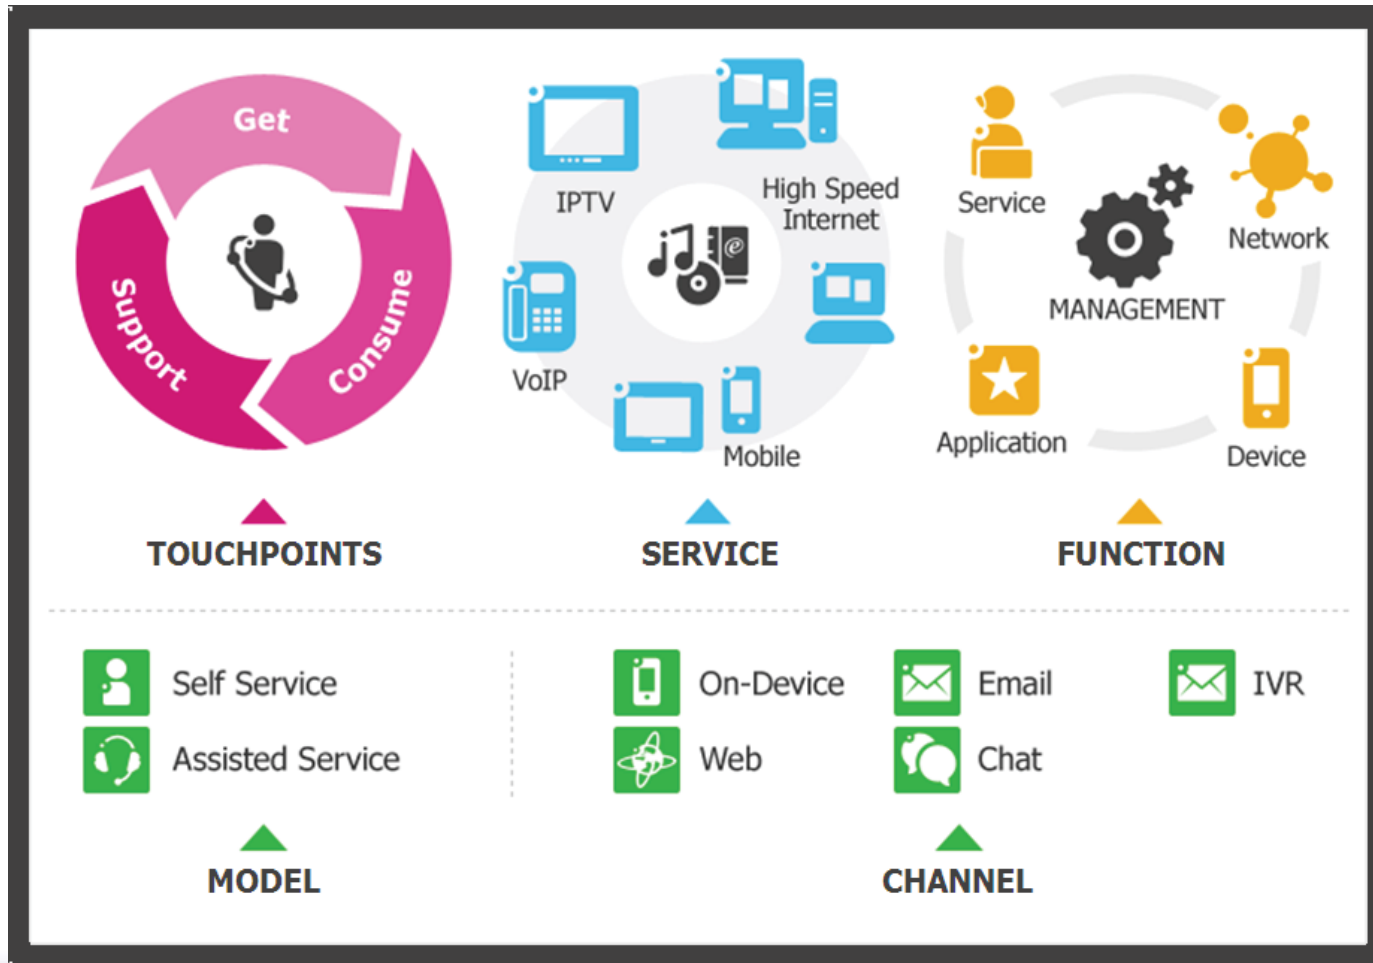 Get
Consume
Support
TOUCHPOINTS
IPTV
High Speed
Internet
VoIP
Mobile
e
SERVICE
Service
Network
MANAGEMENT
Application
Device
FUNCTION
Self Service
Assisted Service
MODEL
On-Device
Email
IVR
Web
Chat
CHANNEL